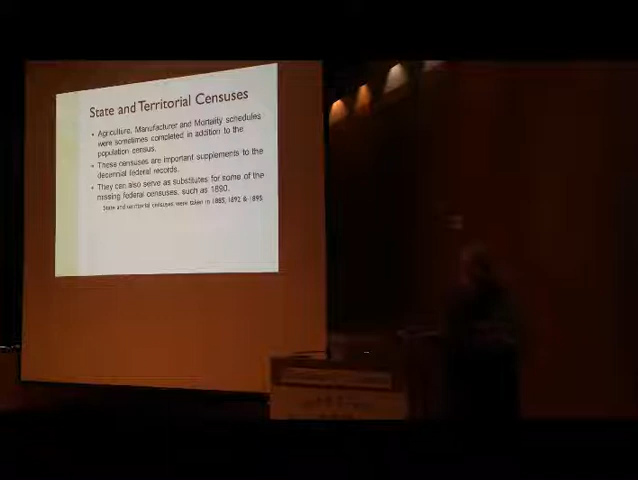 State and Territorial Censuses
• Agriculture, Manufacturer and Mortality schedules
were sometimes completed in addition to the
population census.
• These censuses are important supplements to the
decennial federal records.
• They can also serve as substitutes for some of the
missing federal censuses, such as 1890.
State and territorial censuses were taken in 1885, 1892 & 1895